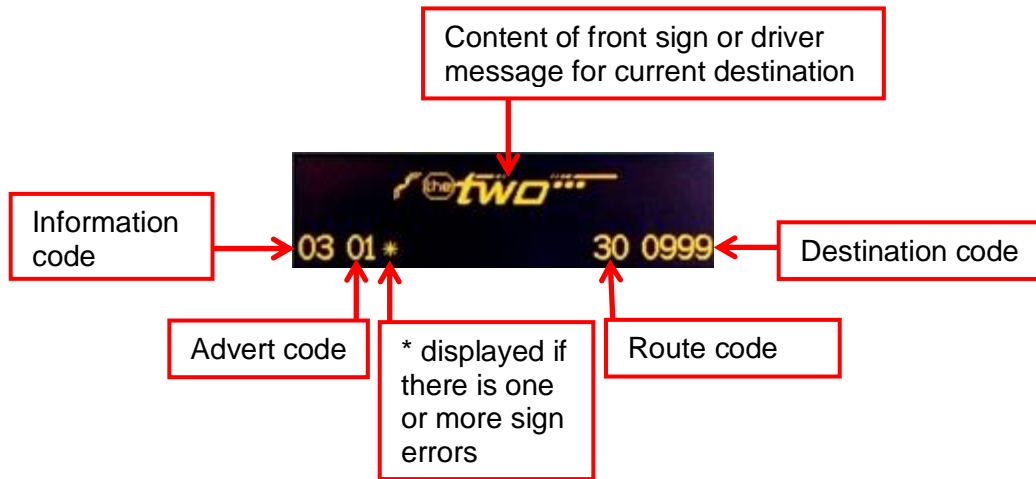 Content of front sign or driver
message for current destination
the two
Information
code
03 01 * 30 0999
Destination code
Advert code
* displayed if
there is one
or more sign
errors
Route code